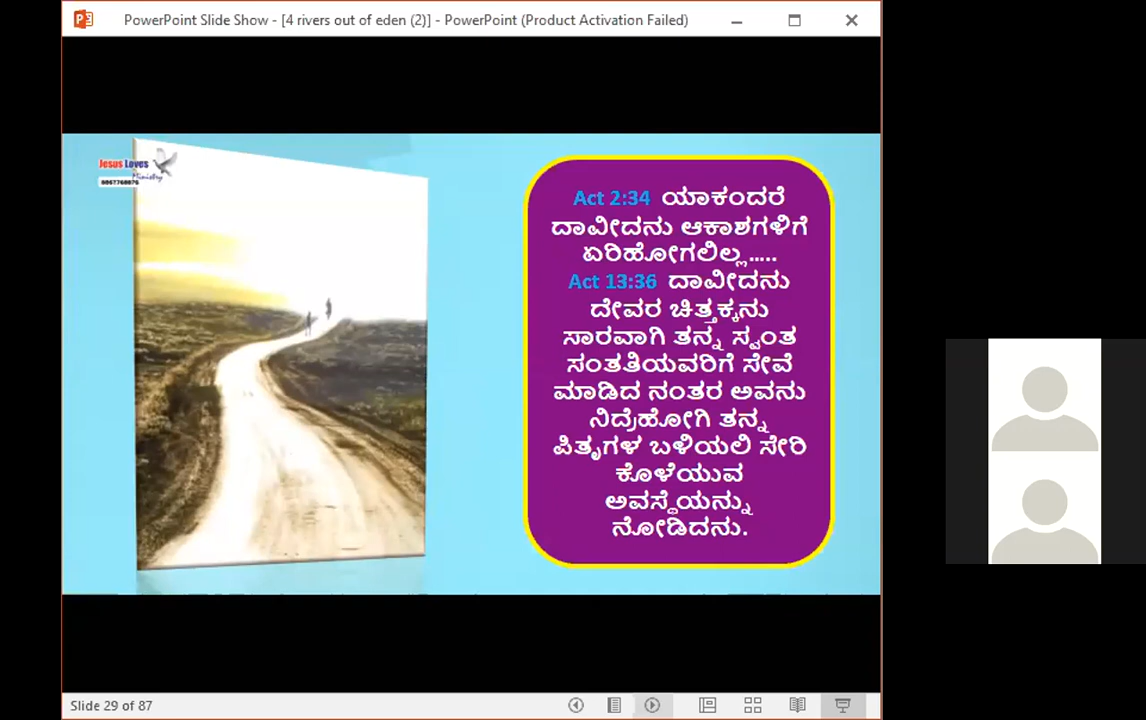 PowerPoint Slide Show - [4 rivers out of eden (2)] - PowerPoint (Product Activation Failed)
Jesus Loves
Ministry
Act 2:34 ಯಾಕಂದರೆ
ದಾವೀದನು ಆಕಾಶಗಳಿಗೆ
ಏರಿಹೋಗಲಿಲ್ಲ.....
Act 13:36 ದಾವೀದನು
ದೇವರ ಚಿತ್ತಕ್ಕನು
ಸಾರವಾಗಿ ತನ್ನ ಸ್ವಂತ
ಸಂತತಿಯವರಿಗೆ ಸೇವೆ
ಮಾಡಿದ ನಂತರ ಅವನು
ನಿದ್ರೆಹೋಗಿ ತನ್ನ
ಪಿತೃಗಳ ಬಳಿಯಲಿ ಸೇರಿ
ಕೊಳೆಯುವ
ಅವಸ್ಥೆಯನ್ನು
ನೋಡಿದನು.
Slide 29 of 87